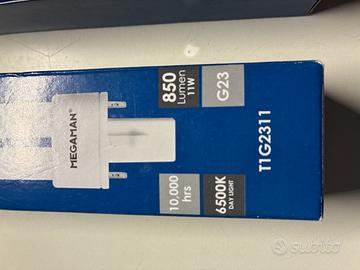 MEGAMAN®
850
Lumen
11W
G23
10,000
hrs
6500K
DAY LIGHT
T1G2311
subito